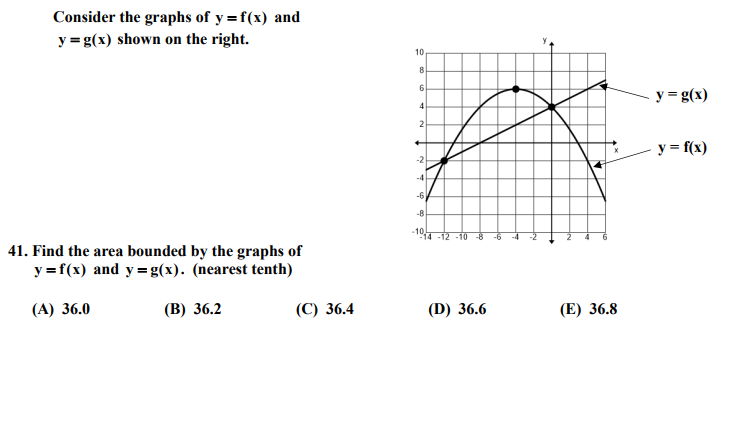 Consider the graphs of y = f(x) and
y = g(x) shown on the right.
y
10
8
6
4
2
-2
-4
-6
-8
-10
-14 -12 -10 -8 -6 -4 -2 2 4 6
x
y = g(x)
y = f(x)
41. Find the area bounded by the graphs of
y = f(x) and y = g(x). (nearest tenth)
(A) 36.0 (B) 36.2 (C) 36.4 (D) 36.6 (E) 36.8